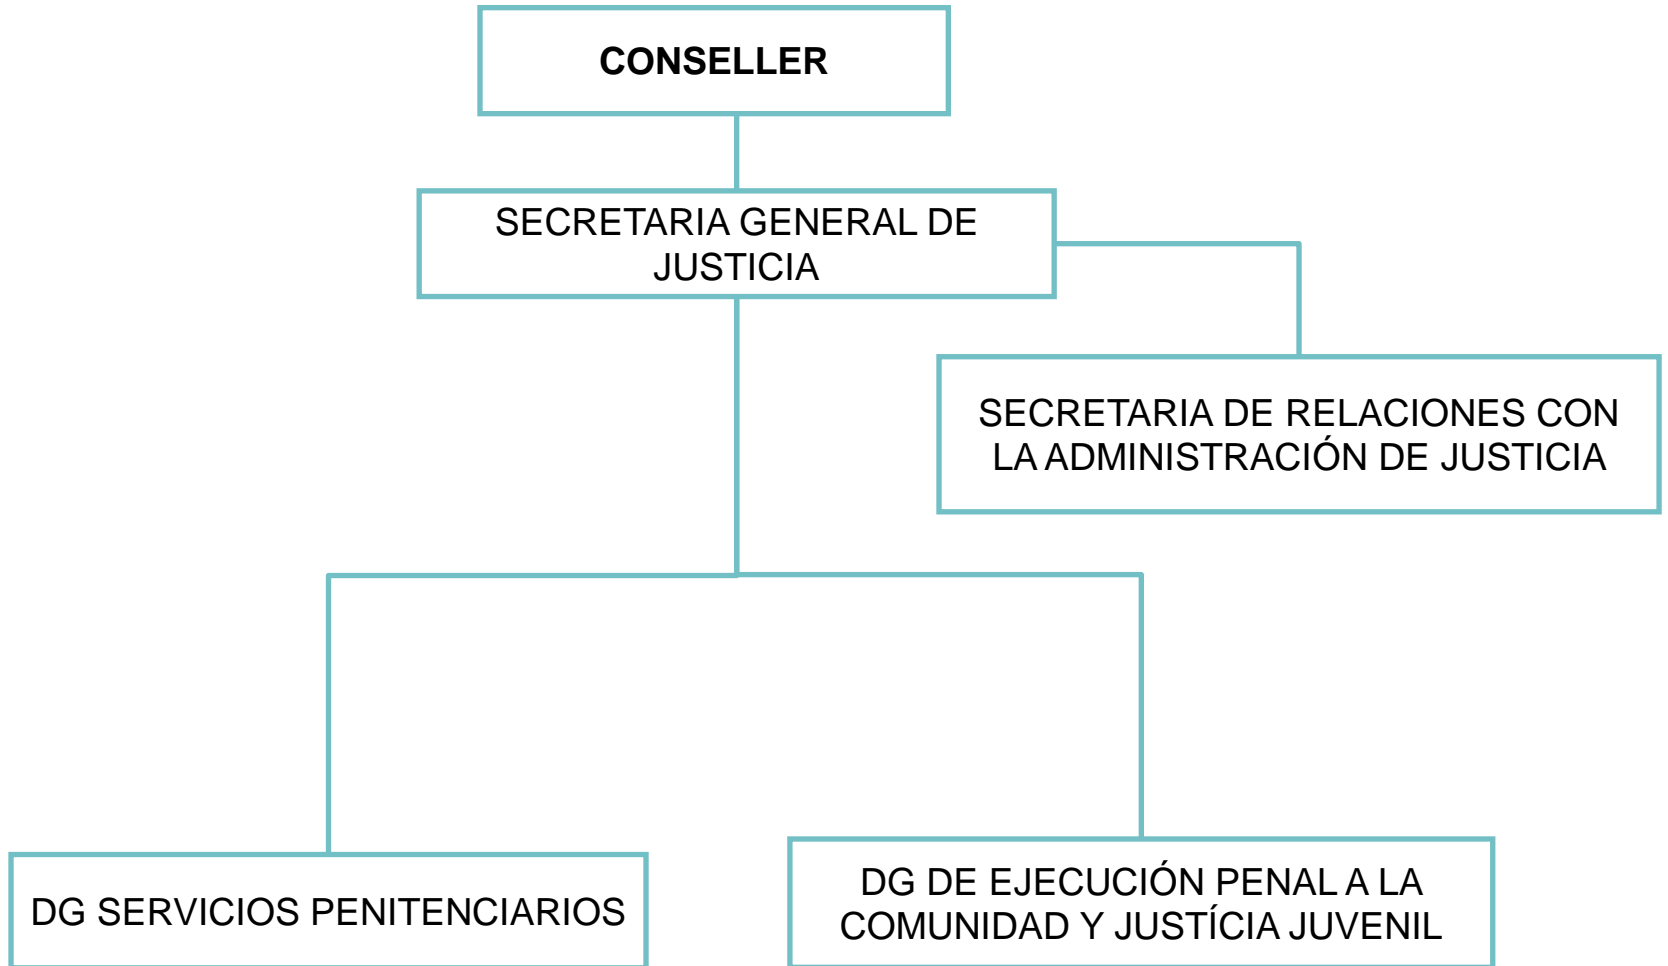 CONSELLER
SECRETARIA GENERAL DE
JUSTICIA
SECRETARIA DE RELACIONES CON
LA ADMINISTRACIÓN DE JUSTICIA
DG SERVICIOS PENITENCIARIOS
DG DE EJECUCIÓN PENAL A LA
COMUNIDAD Y JUSTÍCIA JUVENIL